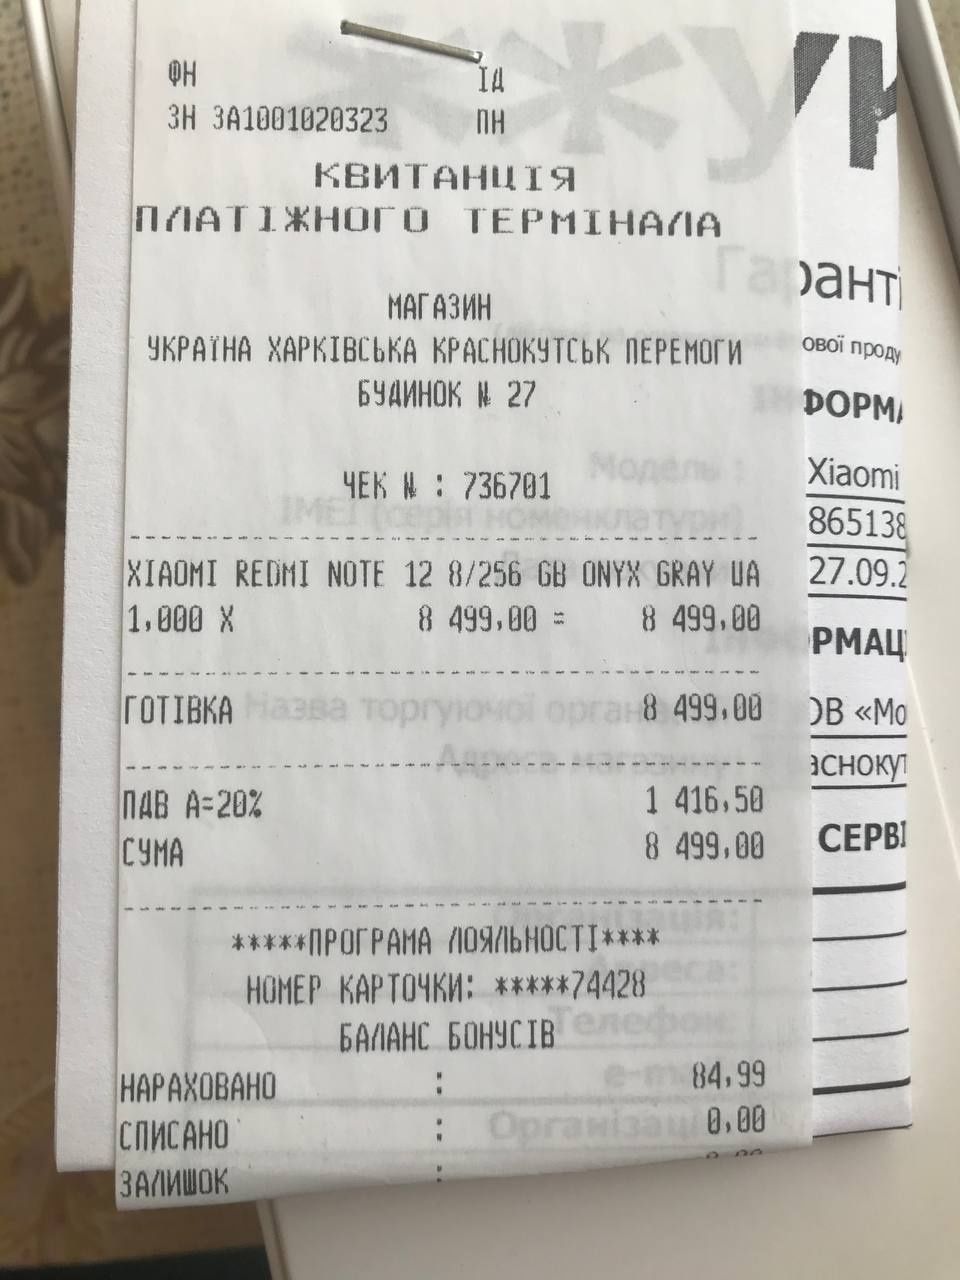 ФН ІД
ЗН ЗА1001020323 ПН
КВИТАНЦІЯ
ПЛАТІЖНОГО ТЕРМІНАЛА
МАГАЗИН
УКРАЇНА ХАРКІВСЬКА КРАСНОКУТСЬК ПЕРЕМОГИ
БУДИНОК № 27
ЧЕК № : 736701
XIAOMI REDMI NOTE 12 8/256 GB ONYX GRAY UA
1,000 X 8 499,00 = 8 499,00
ГОТІВКА 8 499,00
ПДВ А=20% 1 416,50
СУМА 8 499,00
*****ПРОГРАМА ЛОЯЛЬНОСТІ****
НОМЕР КАРТОЧКИ: *****74428
БАЛАНС БОНУСІВ
НАРАХОВАНО : 84,99
СПИСАНО : 0,00
ЗАЛИШОК :
УК
Гаранті
ової проду
ІНФОРМА
Модель : Xiaomi
IMEI (серія номенклатури) 865138
27.09.2
ІНФОРМАЦІ
Назва торгуючої органі ОВ «Мо
Адреса магазину аснокут
СЕРВІ
Організація:
Адреса:
Телефон:
e-ma
Організаці